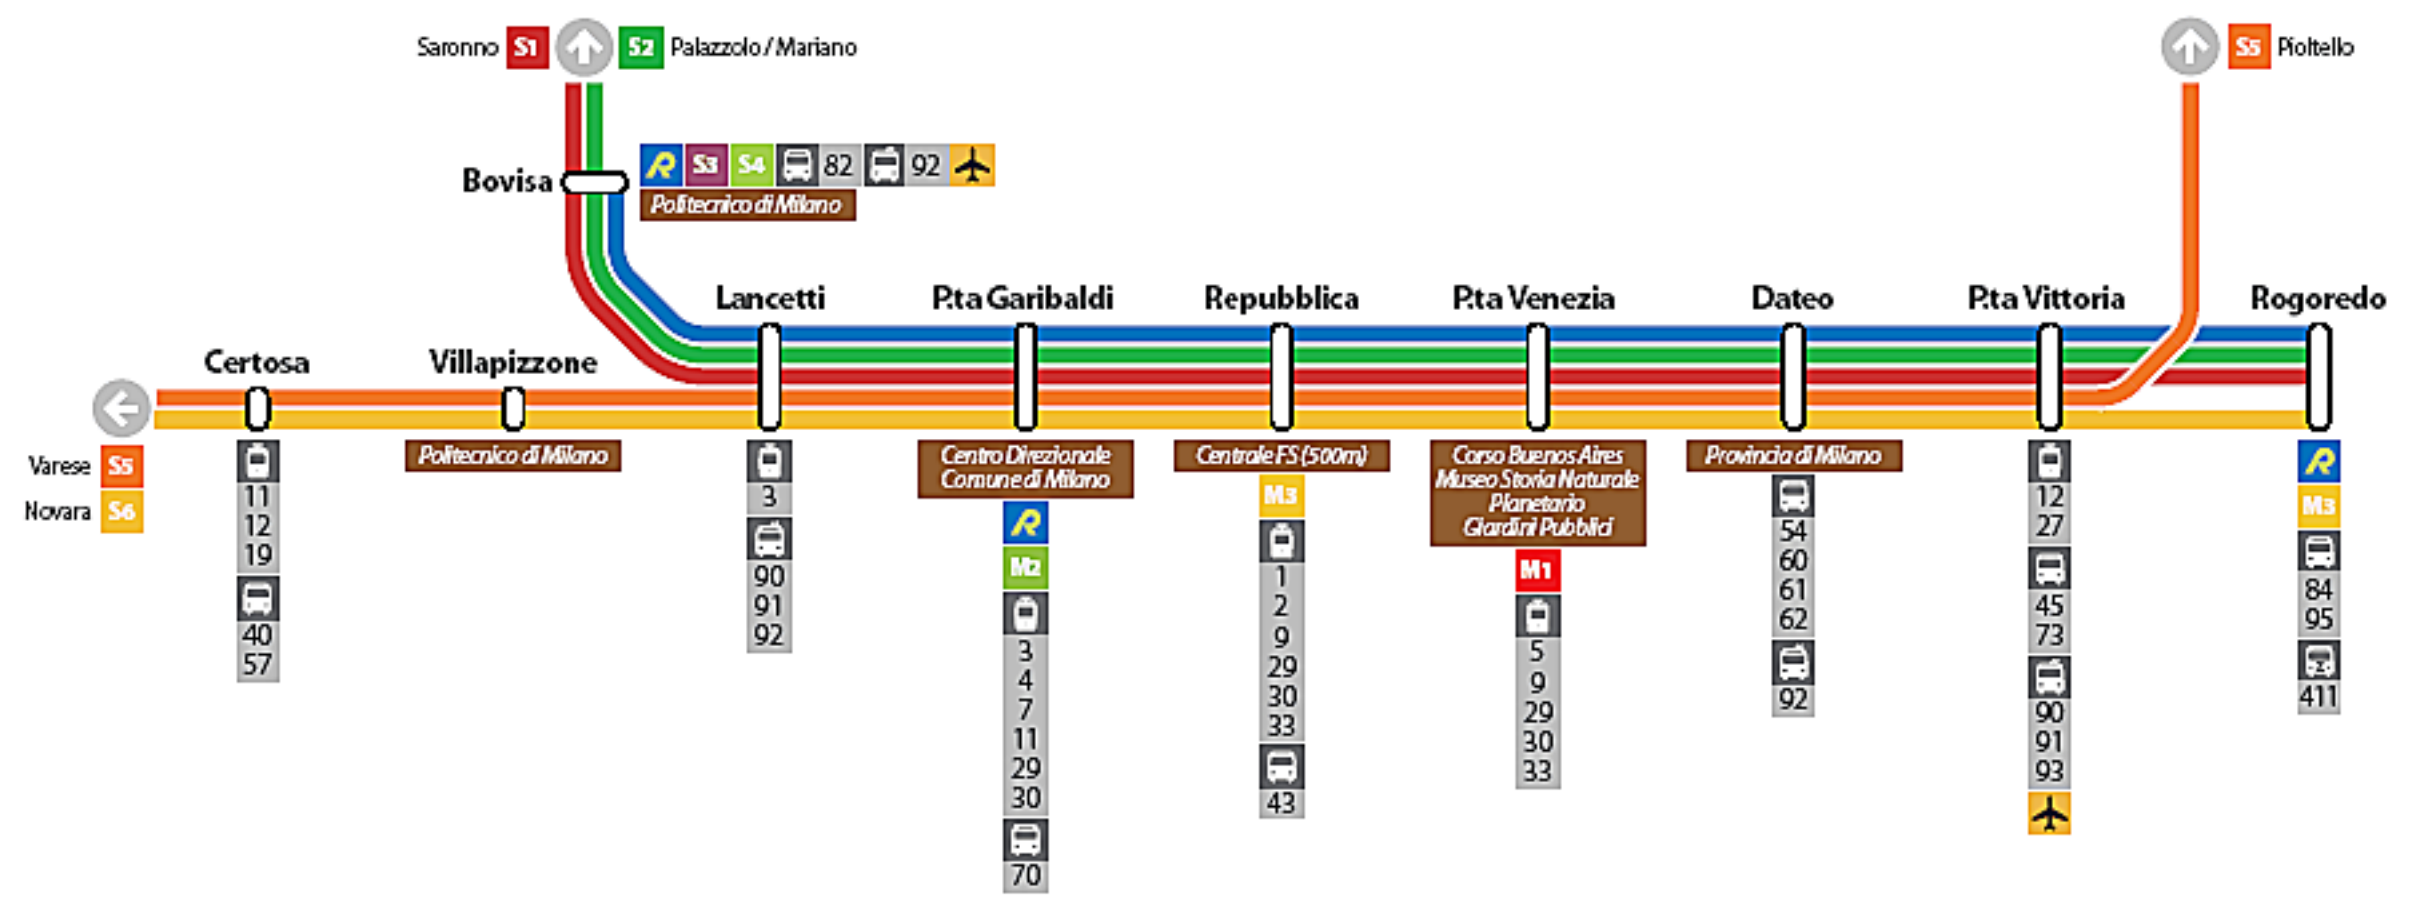 Saronno S1 S2 Palazzolo / Mariano
S5 Pioltello
Bovisa
R S3 S4 82 92
Politecnico di Milano
Lancetti
P.ta Garibaldi
Repubblica
P.ta Venezia
Dateo
P.ta Vittoria
Rogoredo
Certosa
Villapizzone
Varese S5
Novara S6
11
12
19
40
57
Politecnico di Milano
3
90
91
92
Centro Direzionale
Comune di Milano
R
M2
3
4
7
11
29
30
70
Centrale FS (500m)
M3
1
2
9
29
30
33
43
Corso Buenos Aires
Museo Storia Naturale
Planetario
Giardini Pubblici
M1
5
9
29
30
33
Provincia di Milano
54
60
61
62
92
12
27
45
73
90
91
93
R
M3
84
95
411